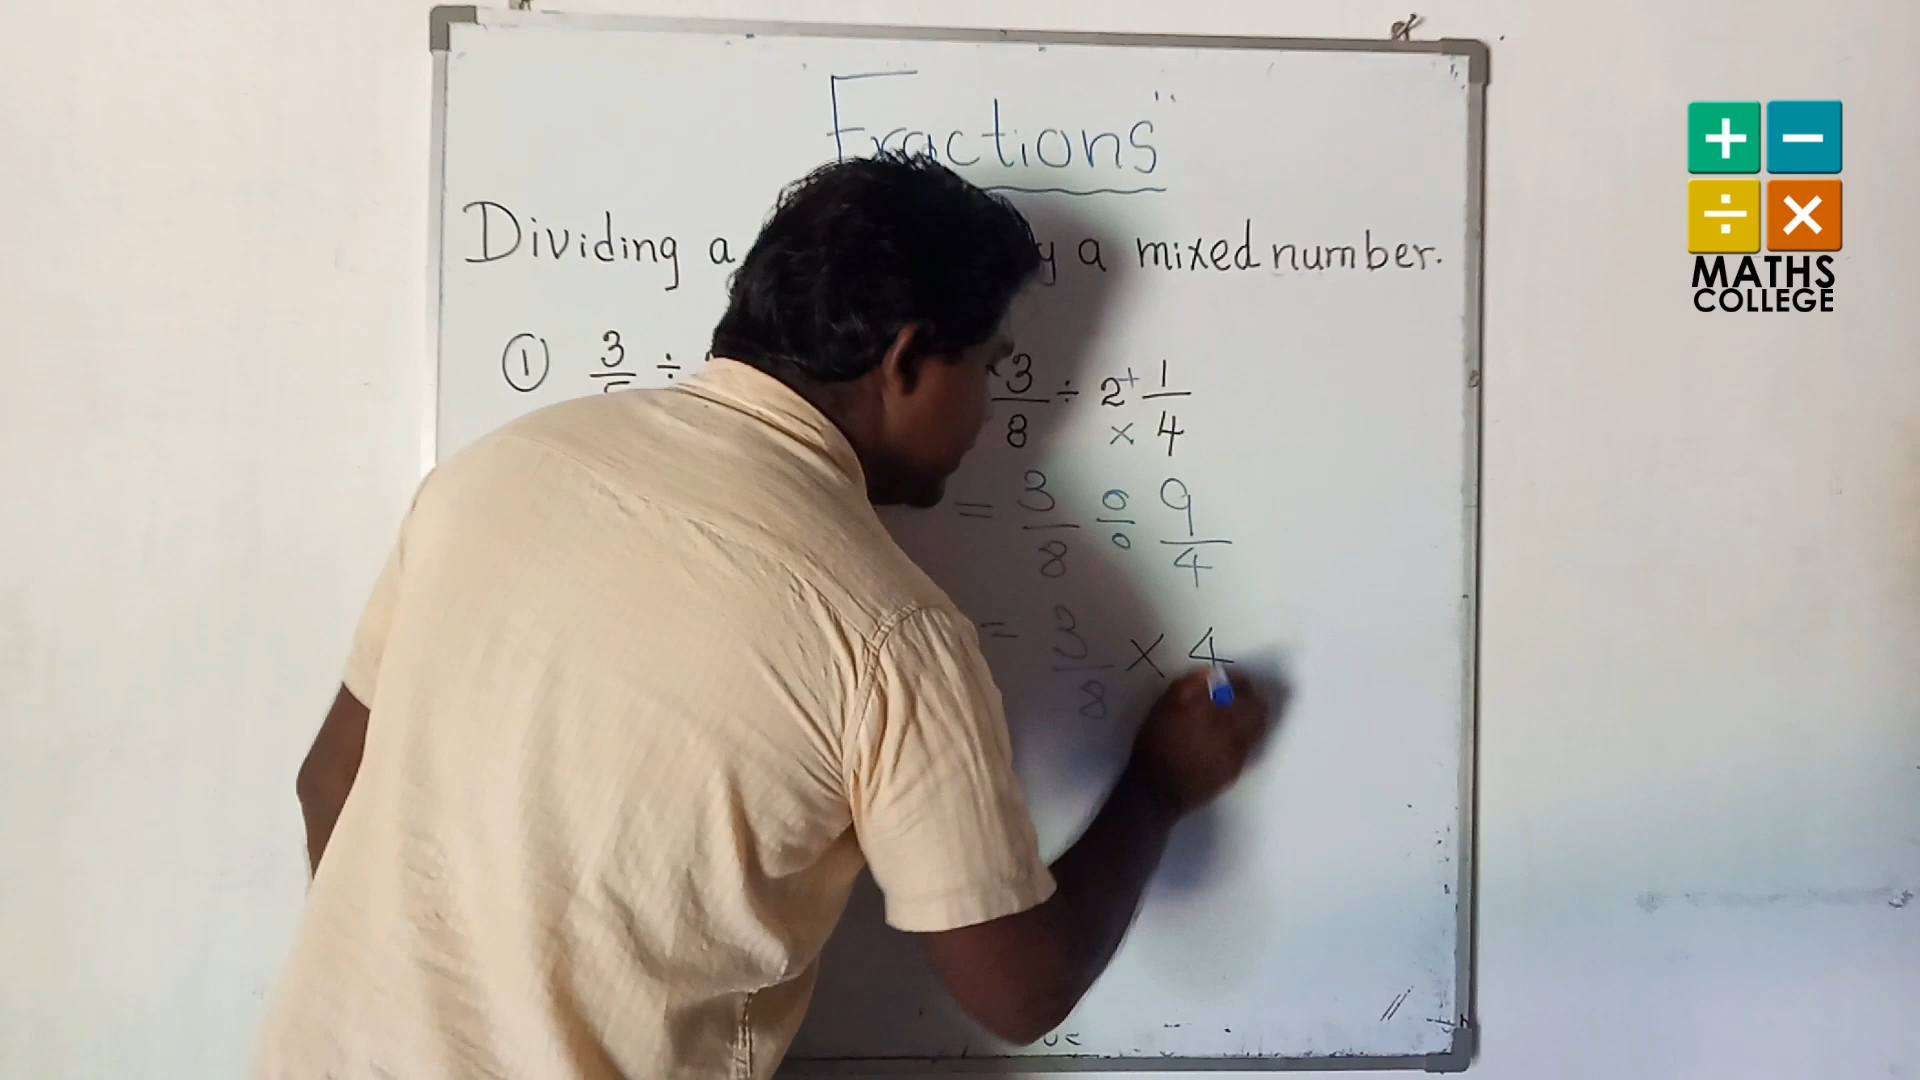 Fractions"
Dividing a y a mixed number.
① 3/ ÷
3/8 ÷ 2 + 1/4
×
= 3/8 ÷ 9/4
= 3/8 × 4
+ −
÷ ×
MATHS
COLLEGE